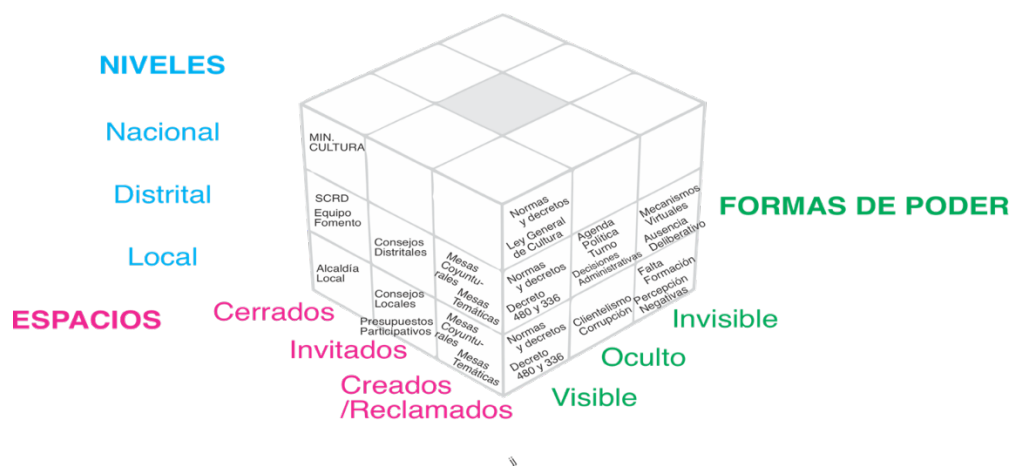 NIVELES
Nacional
Distrital
Local
ESPACIOS
Cerrados
Invitados
Creados
/Reclamados
FORMAS DE PODER
Invisible
Oculto
Visible
MIN.
CULTURA
SCRD
Equipo
Fomento
Alcaldía
Local
Consejos
Distritales
Consejos
Locales
Presupuestos
Participativos
Mesas
Coyuntu-
rales
Mesas
Temáticas
Mesas
Coyuntu-
rales
Mesas
Temáticas
Normas
y decretos
Ley General
de Cultura
Normas
y decretos
Decreto
480 y 336
Normas
y decretos
Decreto
480 y 336
Agenda
Política
Turno
Decisiones
Administrativas
Clientelismo
Corrupción
Mecanismos
Virtuales
Ausencia
Deliberativo
Falta
Formación
Percepción
Negativas